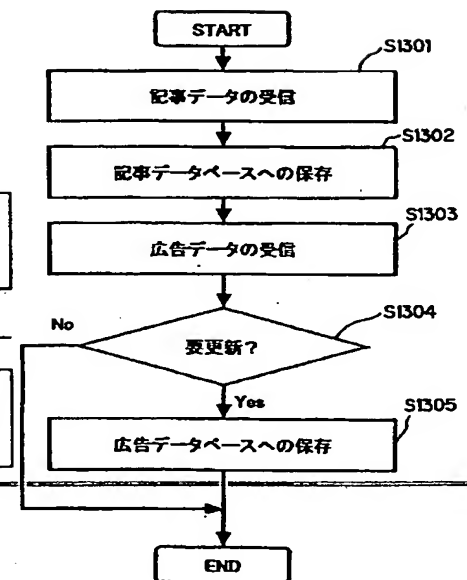 START
S1301
記事データの受信
S1302
記事データベースへの保存
S1303
広告データの受信
S1304
No
要更新？
Yes
S1305
広告データベースへの保存
END